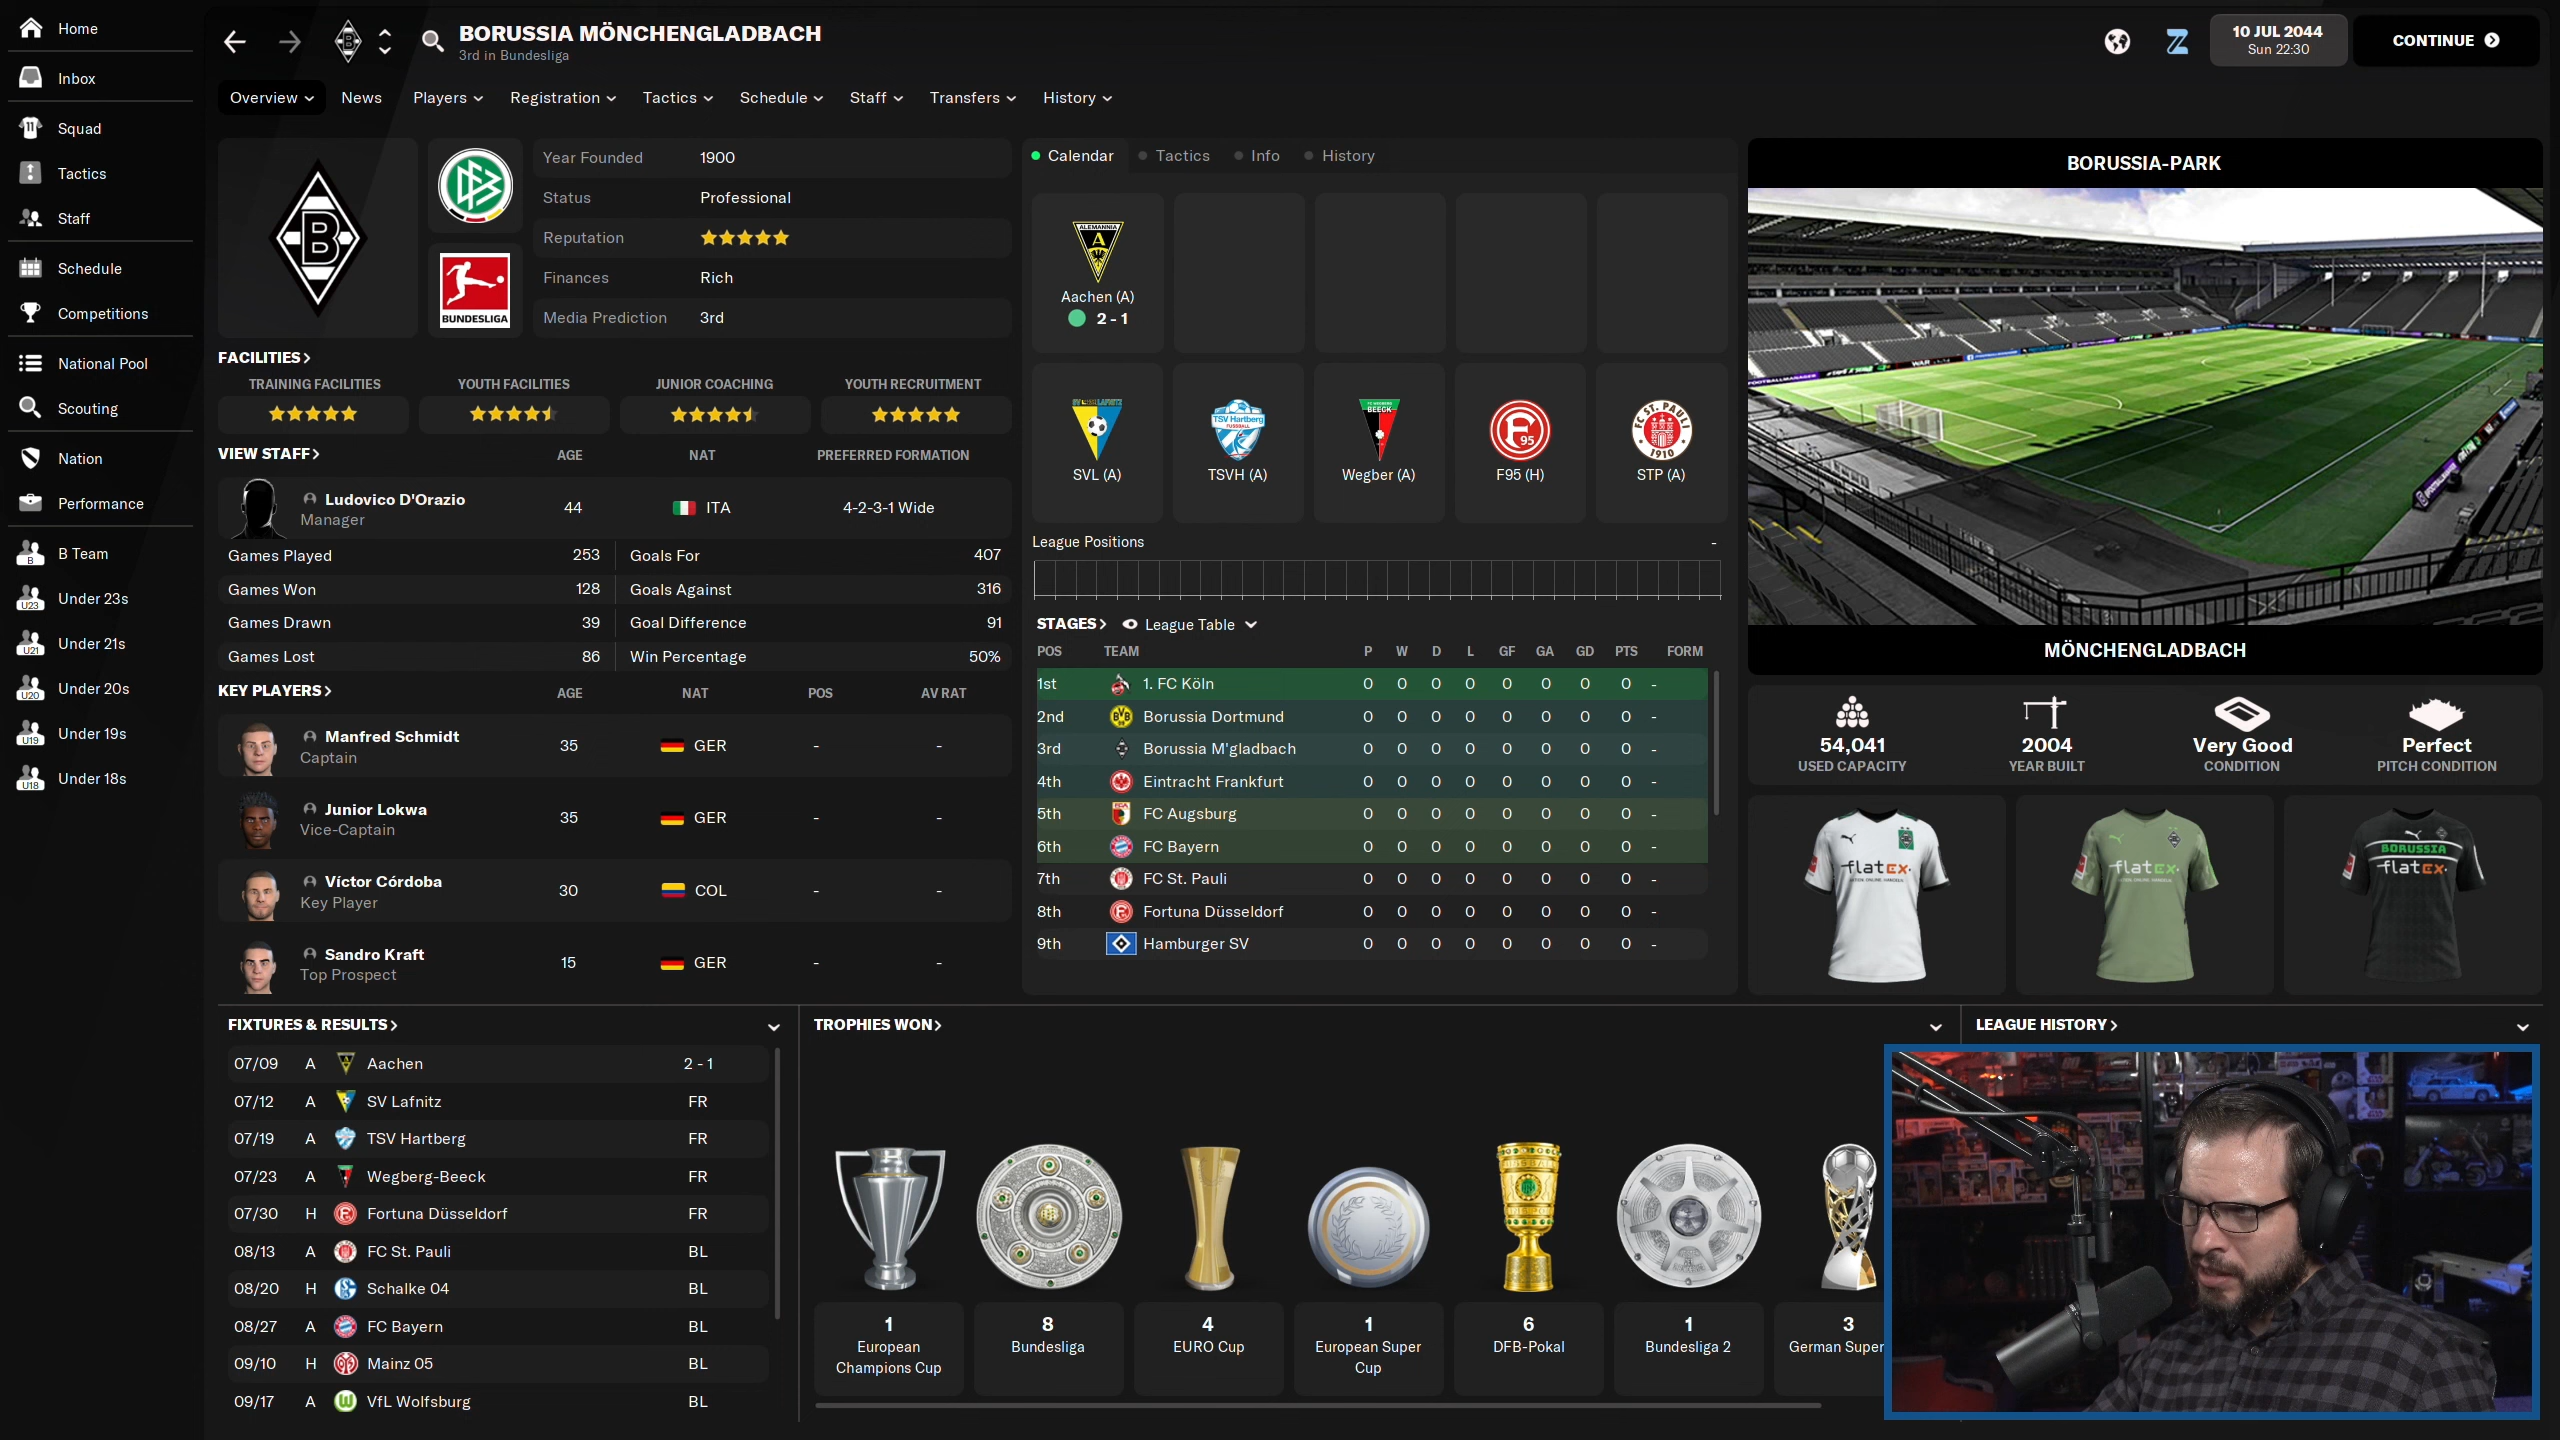 Home
Inbox
Squad
Tactics
Staff
Schedule
Competitions
National Pool
Scouting
Nation
Performance
B Team
Under 23s
Under 21s
Under 20s
Under 19s
Under 18s
BORUSSIA MÖNCHENGLADBACH
3rd in Bundesliga
10 JUL 2044
Sun 22:30
CONTINUE
Overview News Players Registration Tactics Schedule Staff Transfers History
BUNDESLIGA
Year Founded 1900
Status Professional
Reputation
Finances Rich
Media Prediction 3rd
FACILITIES
TRAINING FACILITIES YOUTH FACILITIES JUNIOR COACHING YOUTH RECRUITMENT
VIEW STAFF AGE NAT PREFERRED FORMATION
Ludovico D'Orazio 44 ITA 4-2-3-1 Wide
Manager
Games Played 253 Goals For 407
Games Won 128 Goals Against 316
Games Drawn 39 Goal Difference 91
Games Lost 86 Win Percentage 50%
KEY PLAYERS AGE NAT POS AV RAT
Manfred Schmidt 35 GER - -
Captain
Junior Lokwa 35 GER - -
Vice-Captain
Víctor Córdoba 30 COL - -
Key Player
Sandro Kraft 15 GER - -
Top Prospect
Calendar Tactics Info History
Aachen (A)
2 - 1
SVL (A) TSVH (A) Wegber (A) F95 (H) STP (A)
League Positions -
STAGES League Table
POS TEAM P W D L GF GA GD PTS FORM
1st 1. FC Köln 0 0 0 0 0 0 0 0 -
2nd Borussia Dortmund 0 0 0 0 0 0 0 0 -
3rd Borussia M'gladbach 0 0 0 0 0 0 0 0 -
4th Eintracht Frankfurt 0 0 0 0 0 0 0 0 -
5th FC Augsburg 0 0 0 0 0 0 0 0 -
6th FC Bayern 0 0 0 0 0 0 0 0 -
7th FC St. Pauli 0 0 0 0 0 0 0 0 -
8th Fortuna Düsseldorf 0 0 0 0 0 0 0 0 -
9th Hamburger SV 0 0 0 0 0 0 0 0 -
BORUSSIA-PARK
MÖNCHENGLADBACH
54,041 2004 Very Good Perfect
USED CAPACITY YEAR BUILT CONDITION PITCH CONDITION
flatex flatex BORUSSIA flatex
FIXTURES & RESULTS
07/09 A Aachen 2 - 1
07/12 A SV Lafnitz FR
07/19 A TSV Hartberg FR
07/23 A Wegberg-Beeck FR
07/30 H Fortuna Düsseldorf FR
08/13 A FC St. Pauli BL
08/20 H Schalke 04 BL
08/27 A FC Bayern BL
09/10 H Mainz 05 BL
09/17 A VfL Wolfsburg BL
TROPHIES WON
1 European Champions Cup
8 Bundesliga
4 EURO Cup
1 European Super Cup
6 DFB-Pokal
1 Bundesliga 2
3 German Super
LEAGUE HISTORY